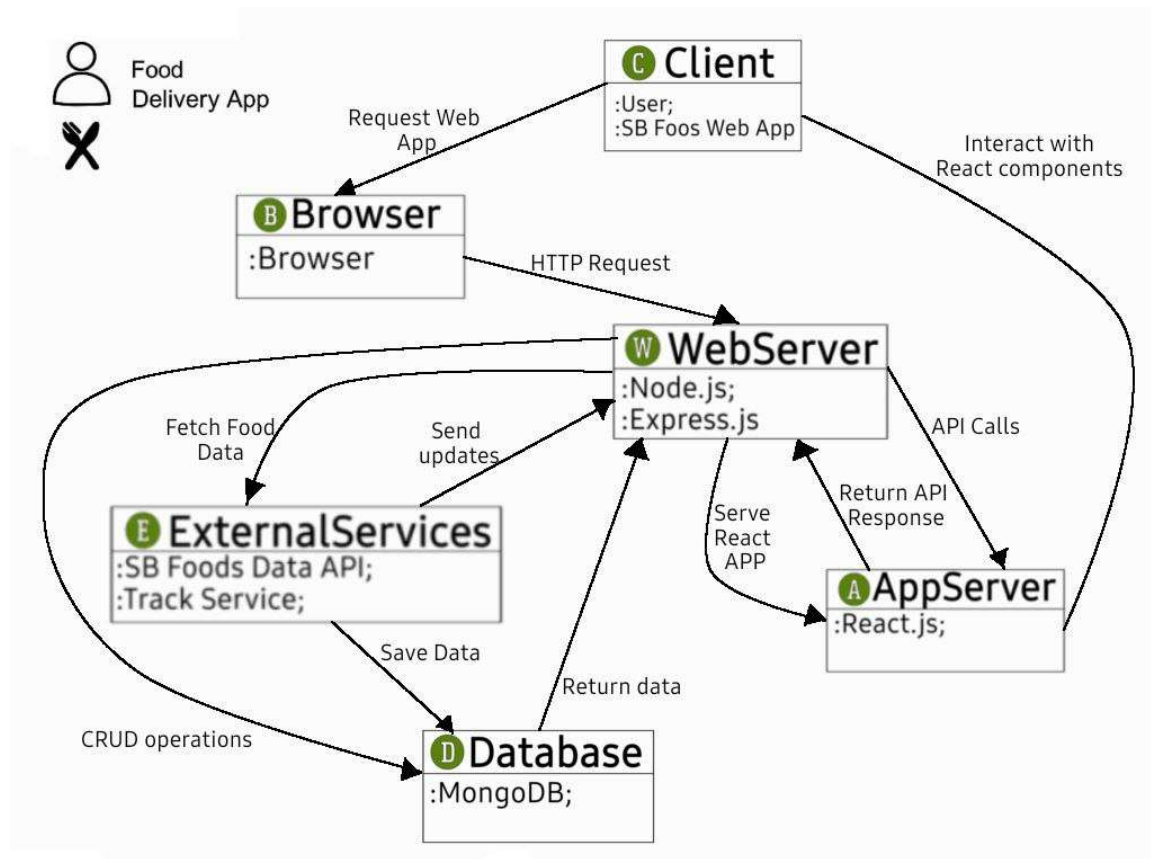 Food
Delivery App
C Client
:User;
:SB Foos Web App
Request Web
App
Interact with
React components
B Browser
:Browser
HTTP Request
W WebServer
:Node.js;
:Express.js
Fetch Food
Data
Send
updates
API Calls
Return API
Response
Serve
React
APP
E ExternalServices
:SB Foods Data API;
:Track Service;
A AppServer
:React.js;
Save Data
Return data
CRUD operations
D Database
:MongoDB;